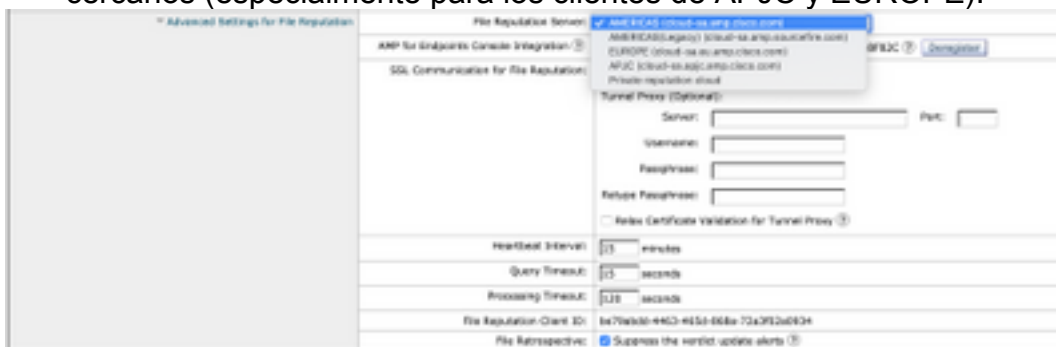 cercanos (especialmente para los clientes de APJC y EUROPE).
Advanced Settings for File Reputation
File Reputation Server:
AMERICAS (cloud-sa.amp.cisco.com)
AMERICAS(Legacy) (cloud-sa.amp.sourcefire.com)
EUROPE (cloud-sa.eu.amp.cisco.com)
APJC (cloud-sa.apjc.amp.cisco.com)
Private reputation cloud
AMP for Endpoints Console Integration
Deregister
SSL Communication for File Reputation:
Tunnel Proxy (Optional):
Server:
Port:
Username:
Passphrase:
Retype Passphrase:
Relax Certificate Validation for Tunnel Proxy
Heartbeat Interval: 15 minutes
Query Timeout: 15 seconds
Processing Timeout: 120 seconds
File Reputation Client ID:
File Retrospective: Suppress the verdict update alerts